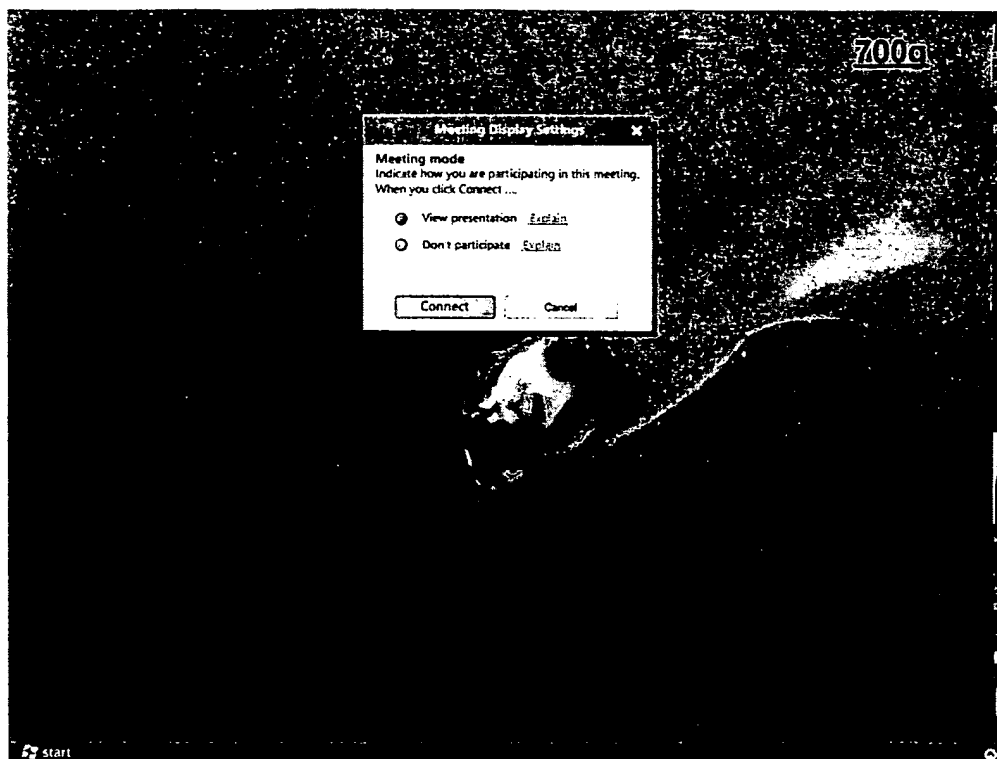 700a
Meeting Display Settings
Meeting mode
Indicate how you are participating in this meeting.
When you click Connect ....
View presentation Explain
Don't participate Explain
Connect Cancel
start